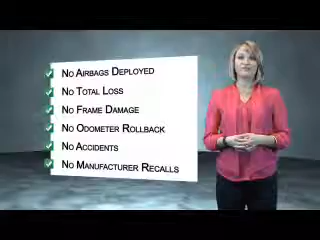 No Airbags Deployed
No Total Loss
No Frame Damage
No Odometer Rollback
No Accidents
No Manufacturer Recalls